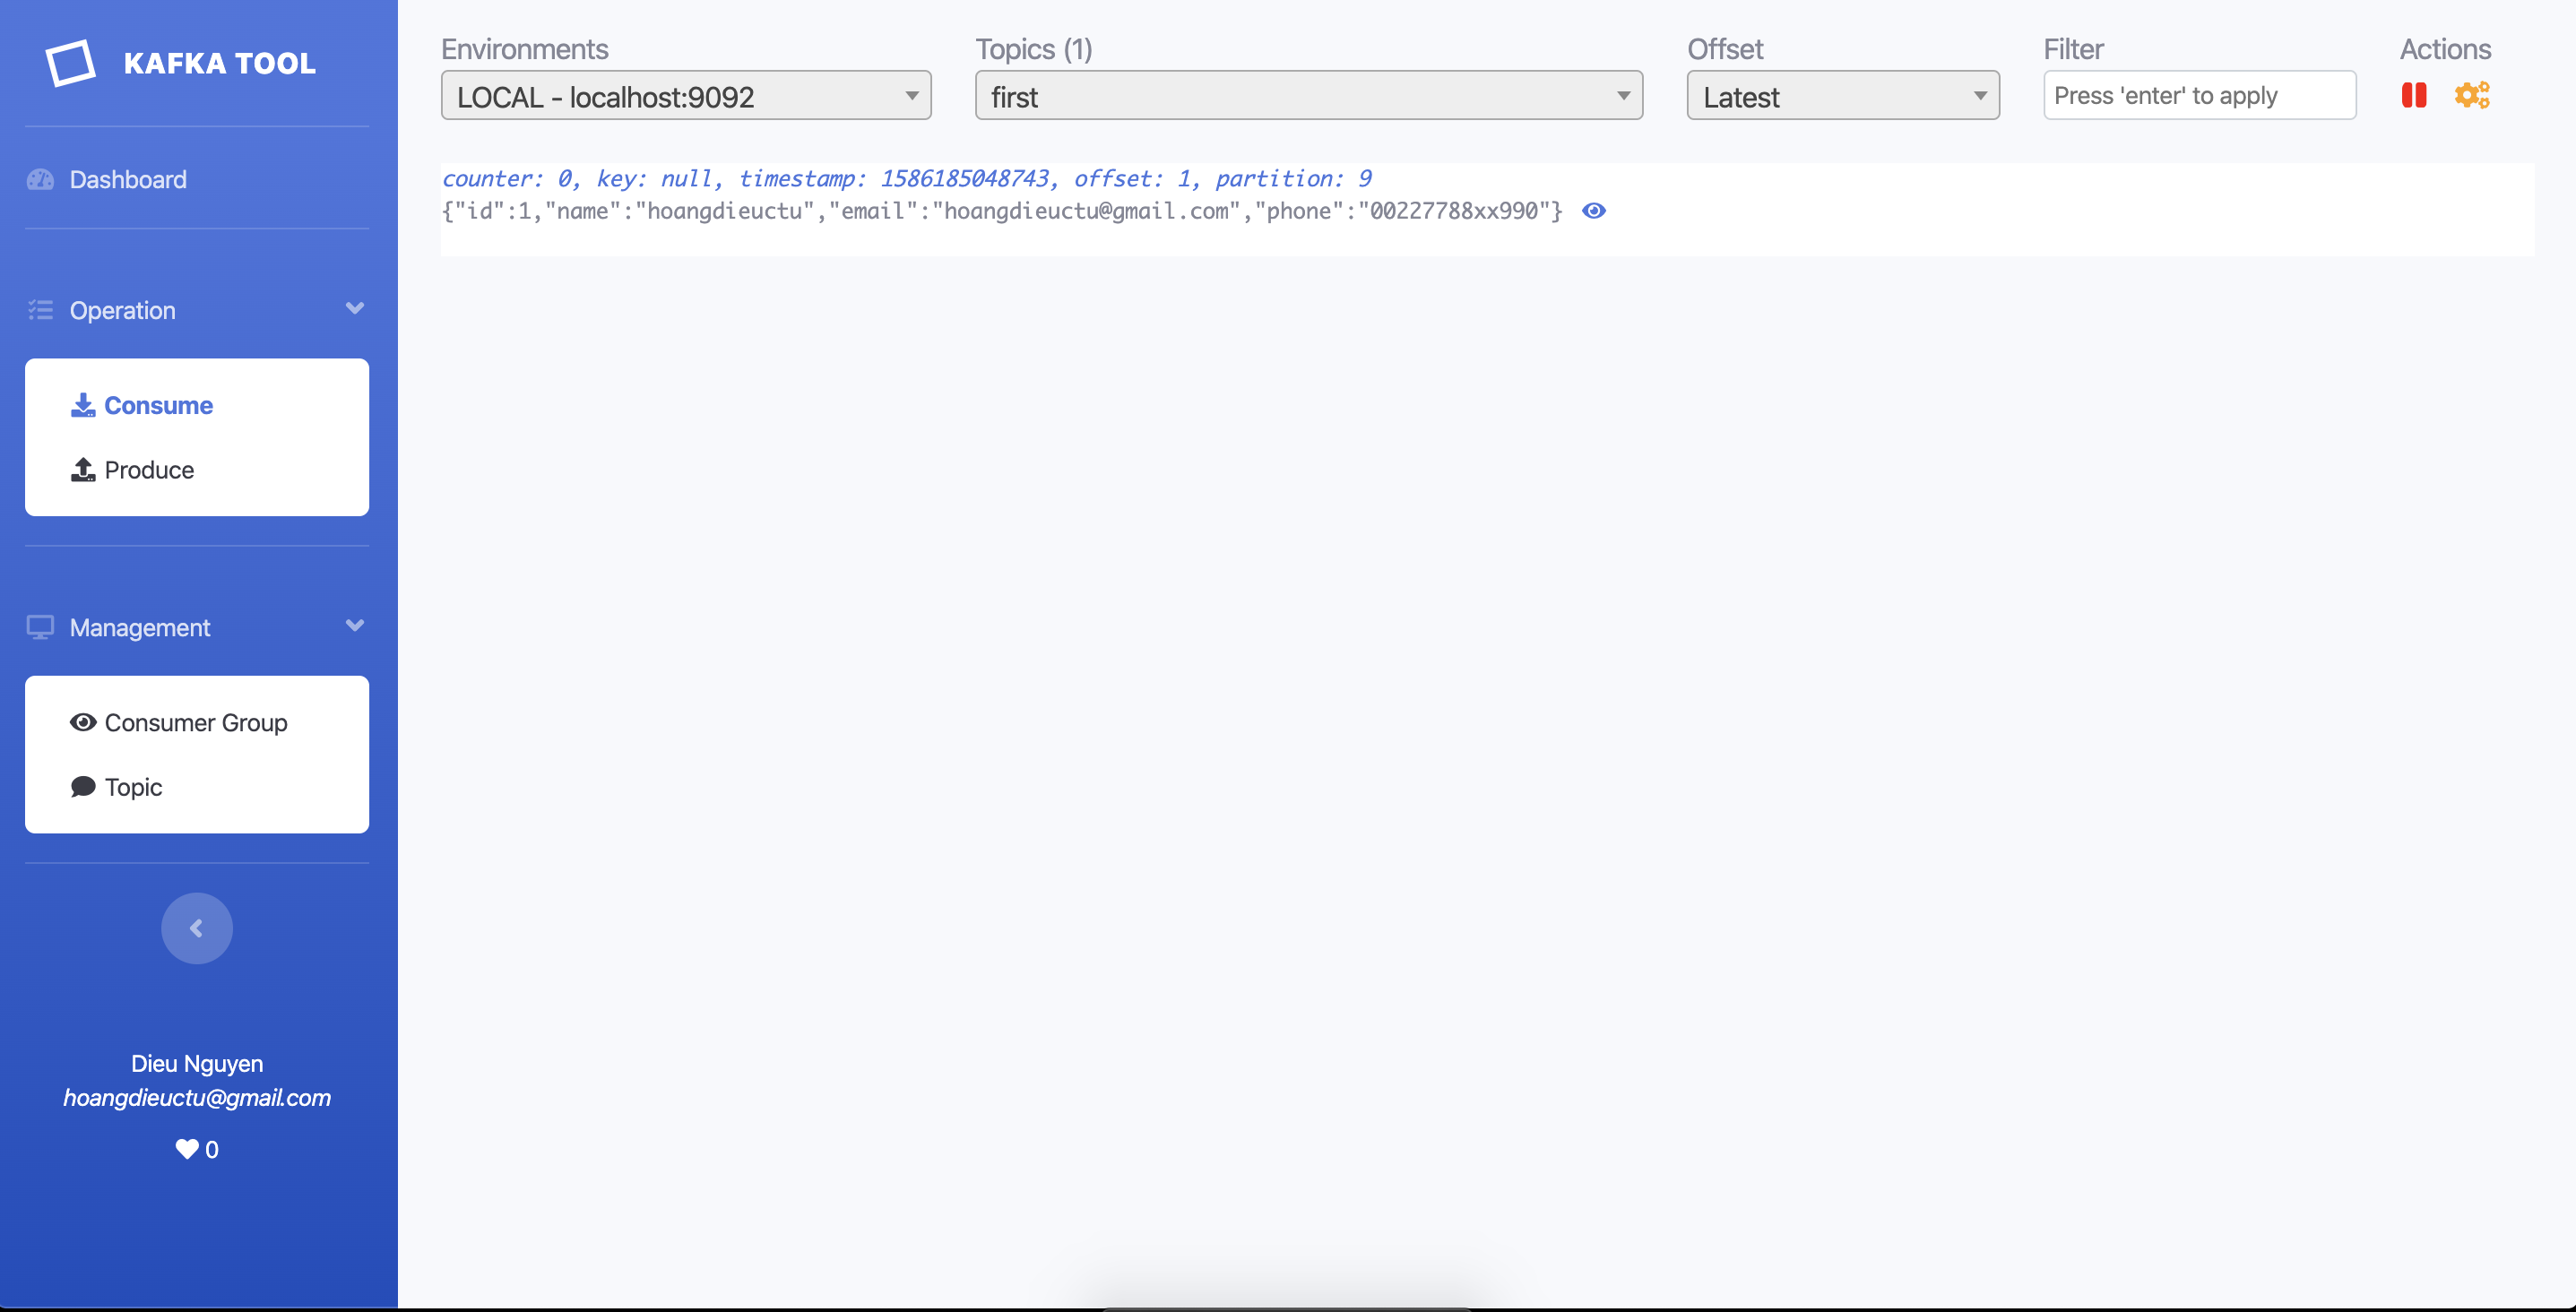 KAFKA TOOL
Dashboard
Operation
Consume
Produce
Management
Consumer Group
Topic
Dieu Nguyen
hoangdieuctu@gmail.com
0
Environments
LOCAL - localhost:9092
Topics (1)
first
Offset
Latest
Filter
Press 'enter' to apply
Actions
counter: 0, key: null, timestamp: 1586185048743, offset: 1, partition: 9
{"id":1,"name":"hoangdieuctu","email":"hoangdieuctu@gmail.com","phone":"00227788xx990"}